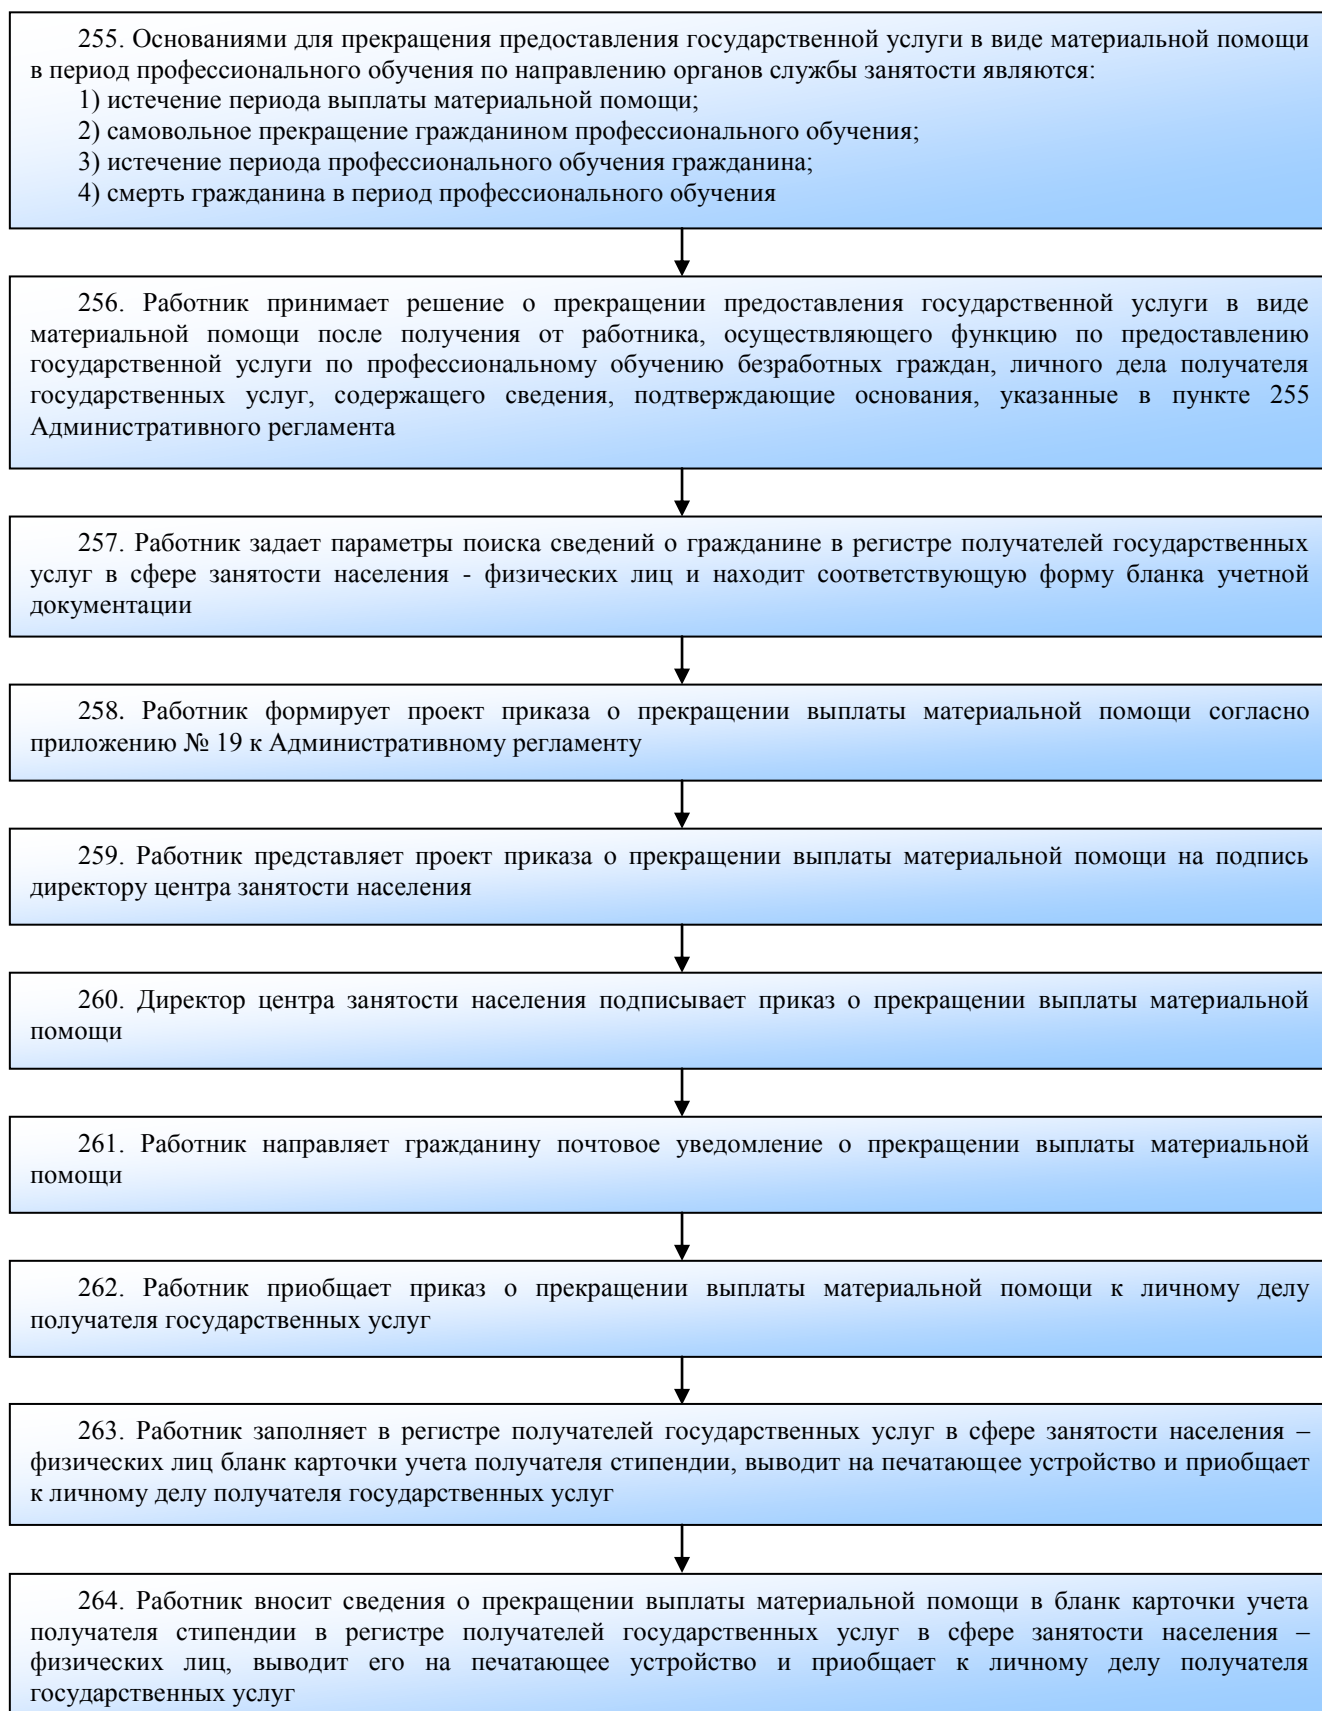 255. Основаниями для прекращения предоставления государственной услуги в виде материальной помощи
в период профессионального обучения по направлению органов службы занятости являются:
1) истечение периода выплаты материальной помощи;
2) самовольное прекращение гражданином профессионального обучения;
3) истечение периода профессионального обучения гражданина;
4) смерть гражданина в период профессионального обучения
256. Работник принимает решение о прекращении предоставления государственной услуги в виде
материальной помощи после получения от работника, осуществляющего функцию по предоставлению
государственной услуги по профессиональному обучению безработных граждан, личного дела получателя
государственных услуг, содержащего сведения, подтверждающие основания, указанные в пункте 255
Административного регламента
257. Работник задает параметры поиска сведений о гражданине в регистре получателей государственных
услуг в сфере занятости населения - физических лиц и находит соответствующую форму бланка учетной
документации
258. Работник формирует проект приказа о прекращении выплаты материальной помощи согласно
приложению № 19 к Административному регламенту
259. Работник представляет проект приказа о прекращении выплаты материальной помощи на подпись
директору центра занятости населения
260. Директор центра занятости населения подписывает приказ о прекращении выплаты материальной
помощи
261. Работник направляет гражданину почтовое уведомление о прекращении выплаты материальной
помощи
262. Работник приобщает приказ о прекращении выплаты материальной помощи к личному делу
получателя государственных услуг
263. Работник заполняет в регистре получателей государственных услуг в сфере занятости населения –
физических лиц бланк карточки учета получателя стипендии, выводит на печатающее устройство и приобщает
к личному делу получателя государственных услуг
264. Работник вносит сведения о прекращении выплаты материальной помощи в бланк карточки учета
получателя стипендии в регистре получателей государственных услуг в сфере занятости населения –
физических лиц, выводит его на печатающее устройство и приобщает к личному делу получателя
государственных услуг